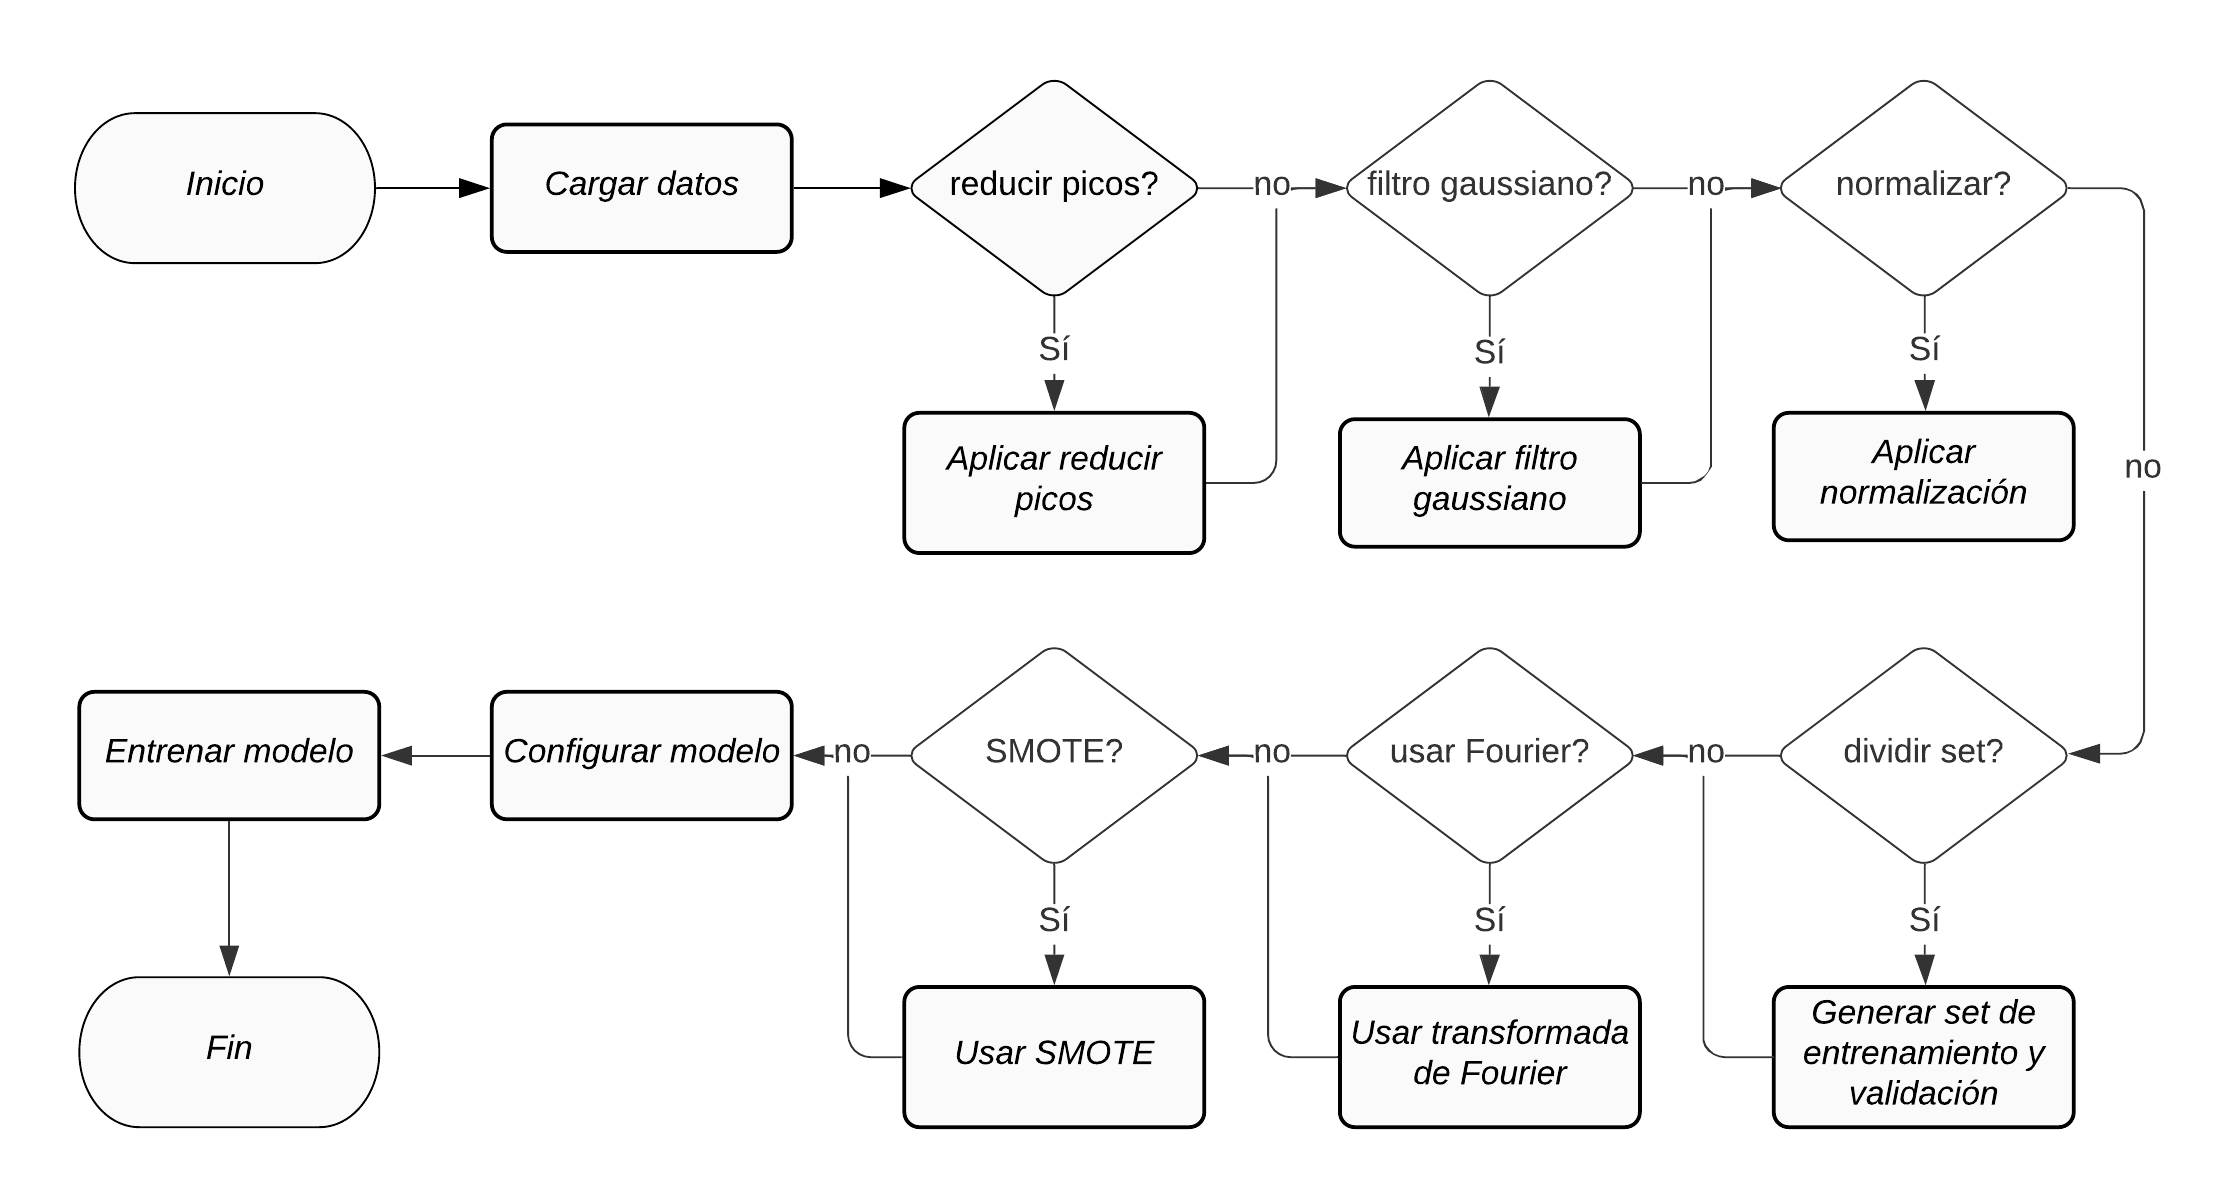 Inicio
Cargar datos
reducir picos?
no
filtro gaussiano?
no
normalizar?
Sí
Sí
Sí
Aplicar reducir
picos
Aplicar filtro
gaussiano
Aplicar
normalización
no
Entrenar modelo
Configurar modelo
no
SMOTE?
no
usar Fourier?
no
dividir set?
Sí
Sí
Sí
Fin
Usar SMOTE
Usar transformada
de Fourier
Generar set de
entrenamiento y
validación